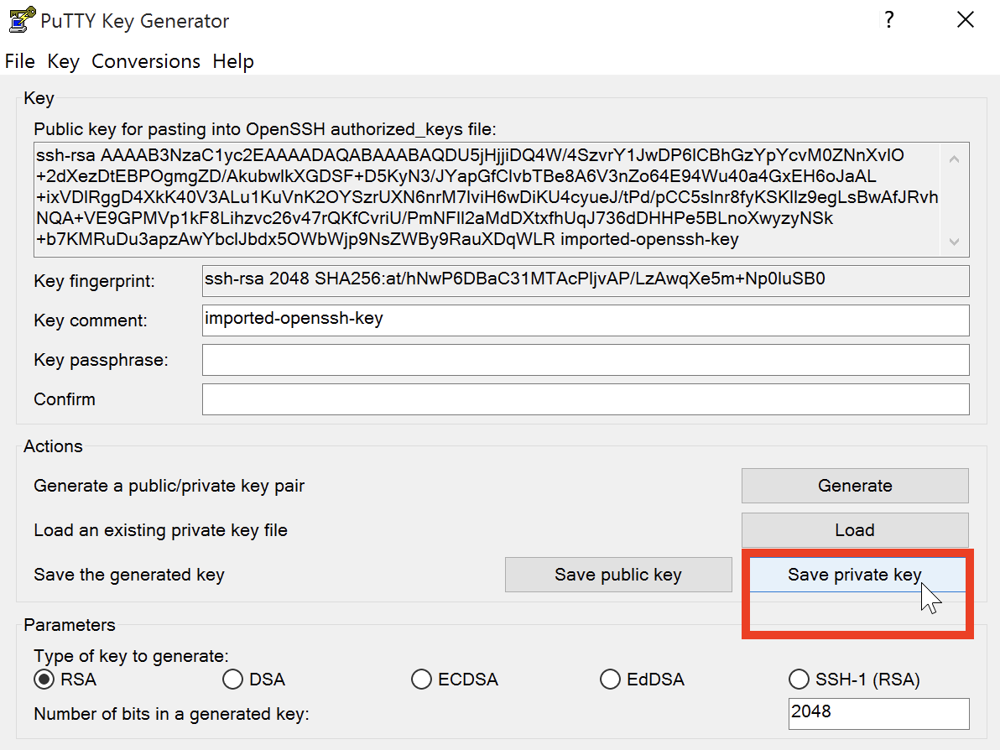 PuTTY Key Generator
?
File Key Conversions Help
Key
Public key for pasting into OpenSSH authorized_keys file:
ssh-rsa AAAAB3NzaC1yc2EAAAADAQABAAABAQDU5jHjjiDQ4W/4SzvrY1JwDP6lCBhGzYpYcvM0ZNnXvIO
+2dXezDtEBPOgmgZD/AkubwlkXGDSF+D5KyN3/JYapGfClvbTBe8A6V3nZo64E94Wu40a4GxEH6oJaAL
+ixVDlRggD4XkK40V3ALu1KuVnK2OYSzrUXN6nrM7lviH6wDiKU4cyueJ/tPd/pCC5slnr8fyKSKllz9egLsBwAfJRvh
NQA+VE9GPMVp1kF8Lihzvc26v47rQKfCvriU/PmNFll2aMdDXtxfhUqJ736dDHHPe5BLnoXwyzyNSk
+b7KMRuDu3apzAwYbclJbdx5OWbWjp9NsZWBy9RauXDqWLR imported-openssh-key
Key fingerprint: ssh-rsa 2048 SHA256:at/hNwP6DBaC31MTAcPljvAP/LzAwqXe5m+Np0luSB0
Key comment: imported-openssh-key
Key passphrase:
Confirm
Actions
Generate a public/private key pair Generate
Load an existing private key file Load
Save the generated key Save public key Save private key
Parameters
Type of key to generate:
RSA DSA ECDSA EdDSA SSH-1 (RSA)
Number of bits in a generated key: 2048